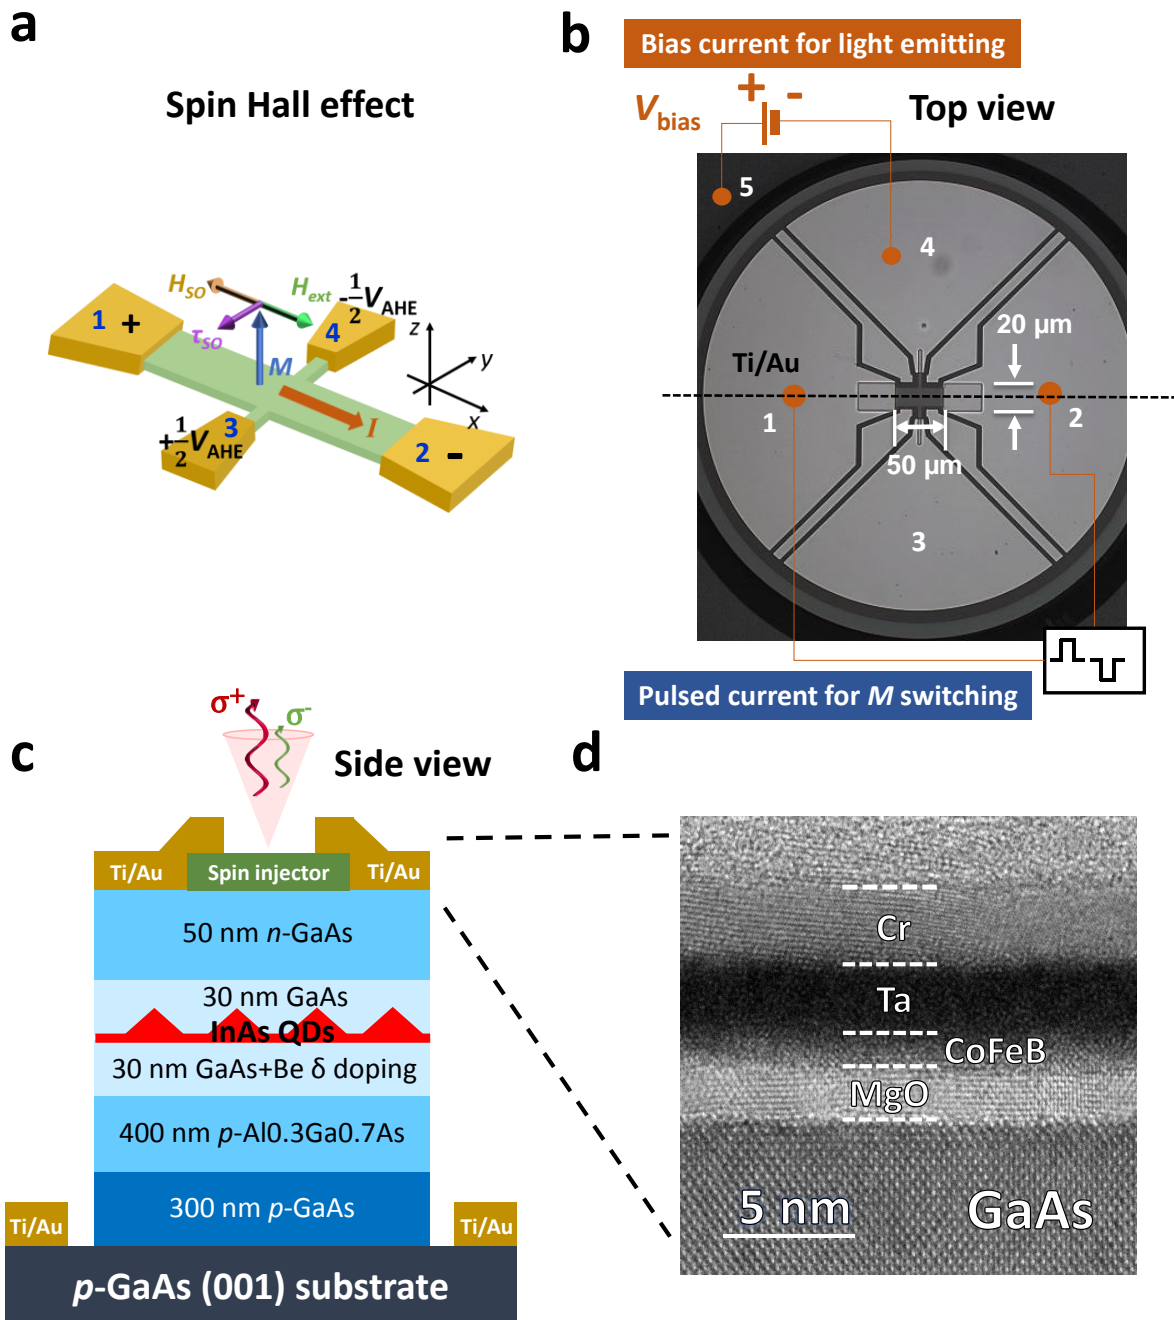 a
Spin Hall effect
H_SO
H_ext
-1/2 V_AHE
1 +
τ_SO
4
M
z
y
x
+1/2 V_AHE
3
I
2 -
b
Bias current for light emitting
+ -
V_bias
Top view
5
4
20 µm
Ti/Au
1
2
50 µm
3
Pulsed current for M switching
c
σ+
σ-
Side view
Ti/Au
Spin injector
Ti/Au
50 nm n-GaAs
30 nm GaAs
InAs QDs
30 nm GaAs+Be δ doping
400 nm p-Al0.3Ga0.7As
300 nm p-GaAs
Ti/Au
Ti/Au
p-GaAs (001) substrate
d
Cr
Ta
CoFeB
MgO
5 nm
GaAs